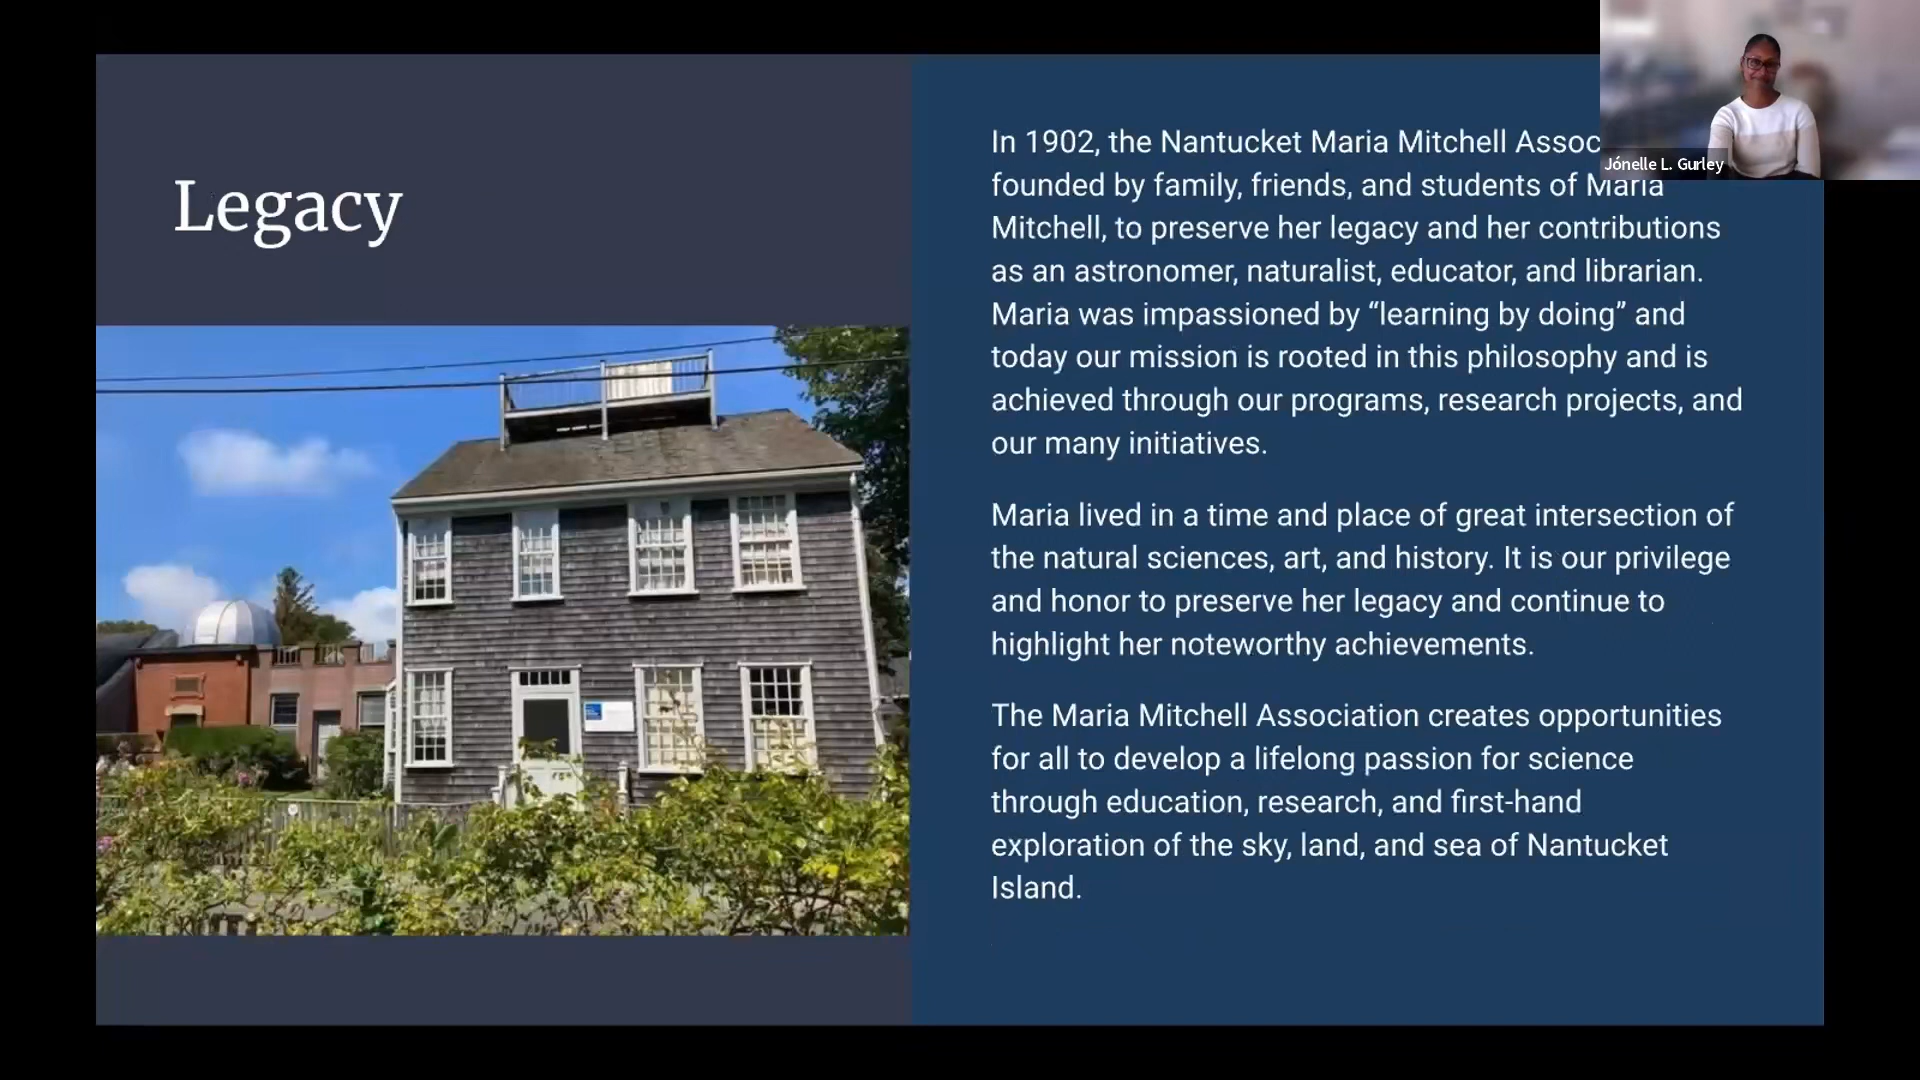 Legacy
In 1902, the Nantucket Maria Mitchell Assoc
founded by family, friends, and students of Maria
Mitchell, to preserve her legacy and her contributions
as an astronomer, naturalist, educator, and librarian.
Maria was impassioned by “learning by doing” and
today our mission is rooted in this philosophy and is
achieved through our programs, research projects, and
our many initiatives.
Maria lived in a time and place of great intersection of
the natural sciences, art, and history. It is our privilege
and honor to preserve her legacy and continue to
highlight her noteworthy achievements.
The Maria Mitchell Association creates opportunities
for all to develop a lifelong passion for science
through education, research, and first-hand
exploration of the sky, land, and sea of Nantucket
Island.
Jónelle L. Gurley